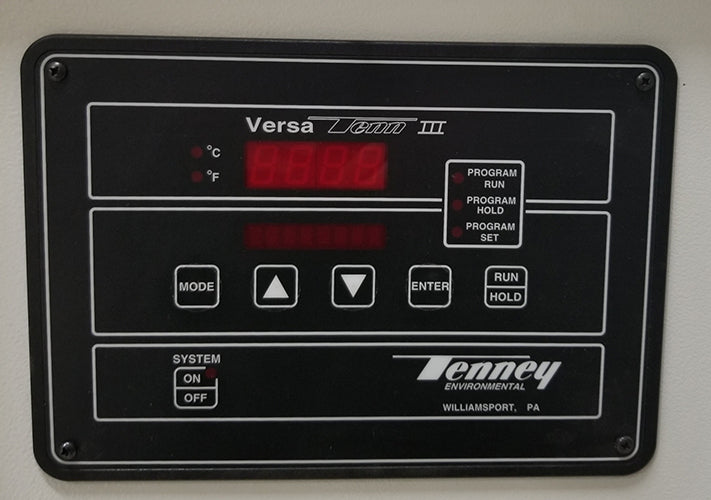 Versa Tenn III
°C
°F
PROGRAM
RUN
PROGRAM
HOLD
PROGRAM
SET
MODE
ENTER
RUN
HOLD
SYSTEM
ON
OFF
Tenney
ENVIRONMENTAL
WILLIAMSPORT, PA